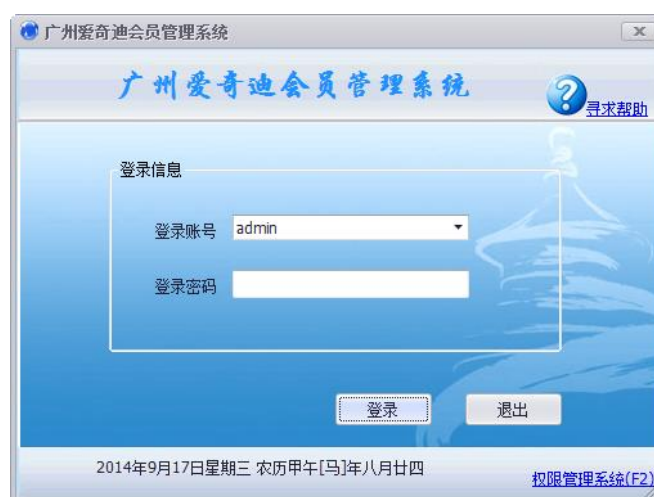 广州爱奇迪会员管理系统
广州爱奇迪会员管理系统
寻求帮助
登录信息
登录账号 admin
登录密码
登录 退出
2014年9月17日星期三 农历甲午[马]年八月廿四
权限管理系统(F2)